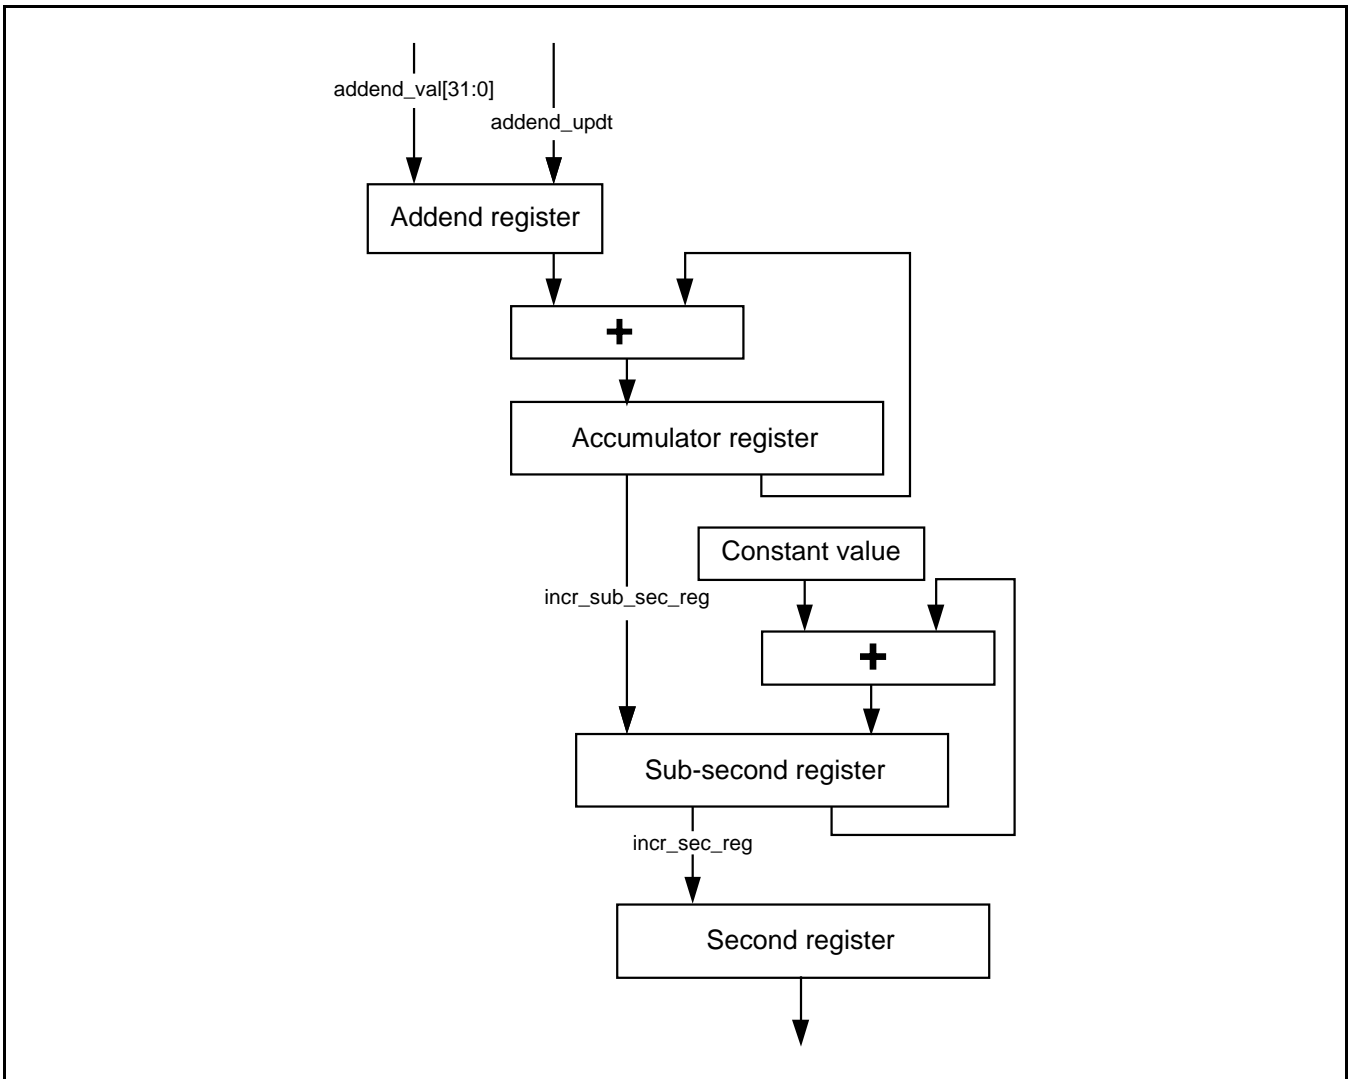 addend_val[31:0]
addend_updt
Addend register
+
Accumulator register
Constant value
incr_sub_sec_reg
+
Sub-second register
incr_sec_reg
Second register